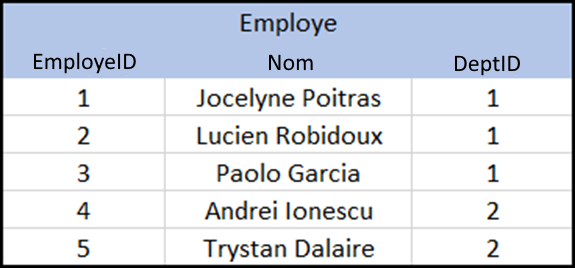 Employe
EmployeID Nom DeptID
1 Jocelyne Poitras 1
2 Lucien Robidoux 1
3 Paolo Garcia 1
4 Andrei Ionescu 2
5 Trystan Dalaire 2